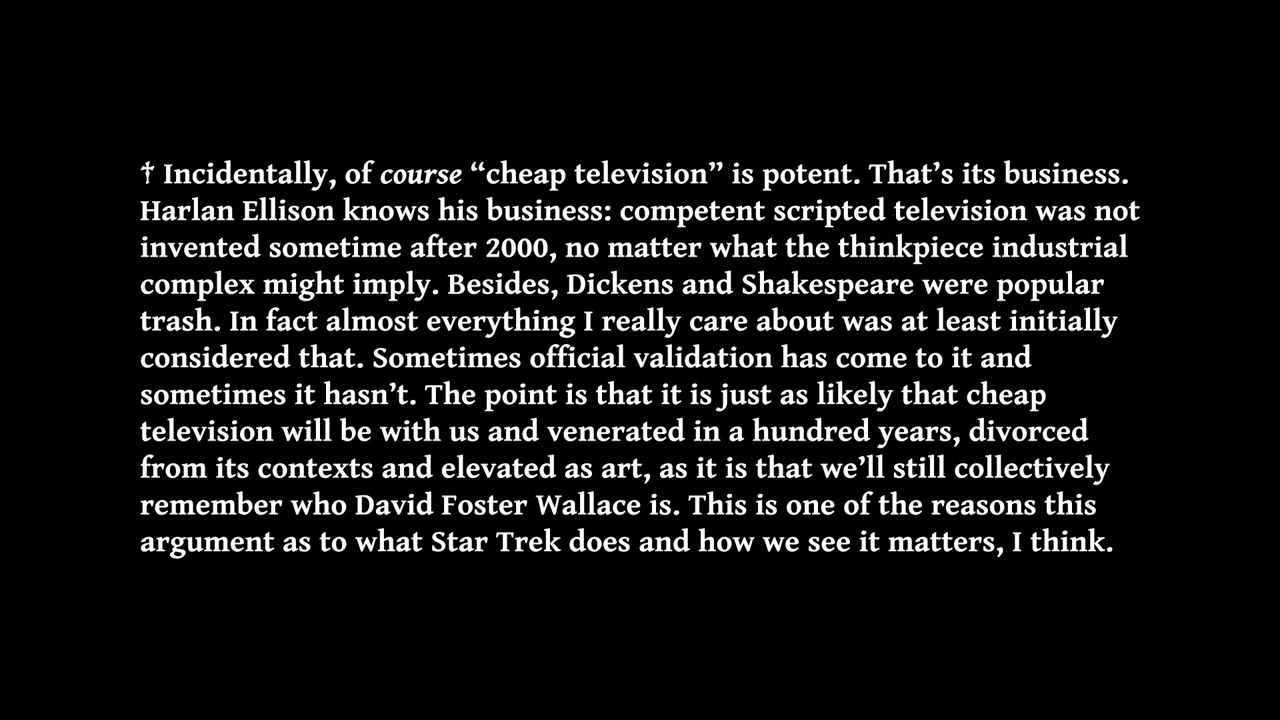 † Incidentally, of course “cheap television” is potent. That’s its business.
Harlan Ellison knows his business: competent scripted television was not
invented sometime after 2000, no matter what the thinkpiece industrial
complex might imply. Besides, Dickens and Shakespeare were popular
trash. In fact almost everything I really care about was at least initially
considered that. Sometimes official validation has come to it and
sometimes it hasn’t. The point is that it is just as likely that cheap
television will be with us and venerated in a hundred years, divorced
from its contexts and elevated as art, as it is that we’ll still collectively
remember who David Foster Wallace is. This is one of the reasons this
argument as to what Star Trek does and how we see it matters, I think.